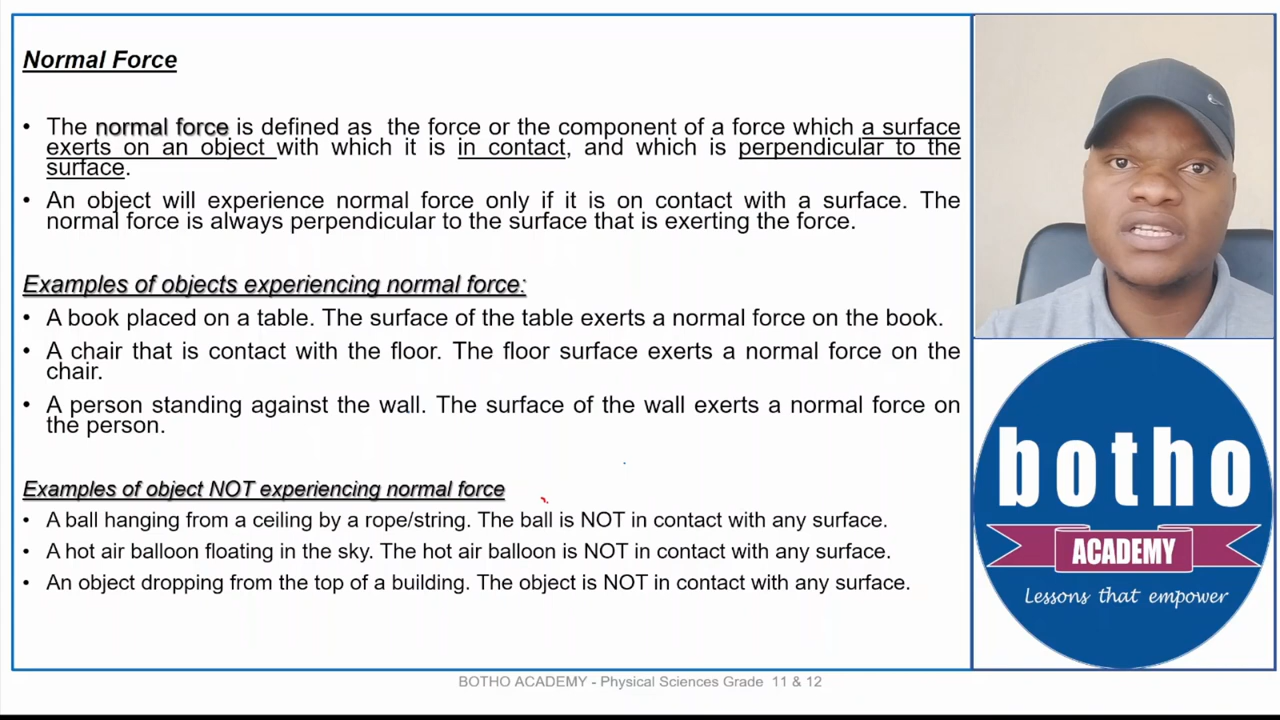 Normal Force
• The normal force is defined as the force or the component of a force which a surface
exerts on an object with which it is in contact, and which is perpendicular to the
surface.
• An object will experience normal force only if it is on contact with a surface. The
normal force is always perpendicular to the surface that is exerting the force.
Examples of objects experiencing normal force:
• A book placed on a table. The surface of the table exerts a normal force on the book.
• A chair that is contact with the floor. The floor surface exerts a normal force on the
chair.
• A person standing against the wall. The surface of the wall exerts a normal force on
the person.
Examples of object NOT experiencing normal force
• A ball hanging from a ceiling by a rope/string. The ball is NOT in contact with any surface.
• A hot air balloon floating in the sky. The hot air balloon is NOT in contact with any surface.
• An object dropping from the top of a building. The object is NOT in contact with any surface.
botho
ACADEMY
Lessons that empower
BOTHO ACADEMY - Physical Sciences Grade 11 & 12